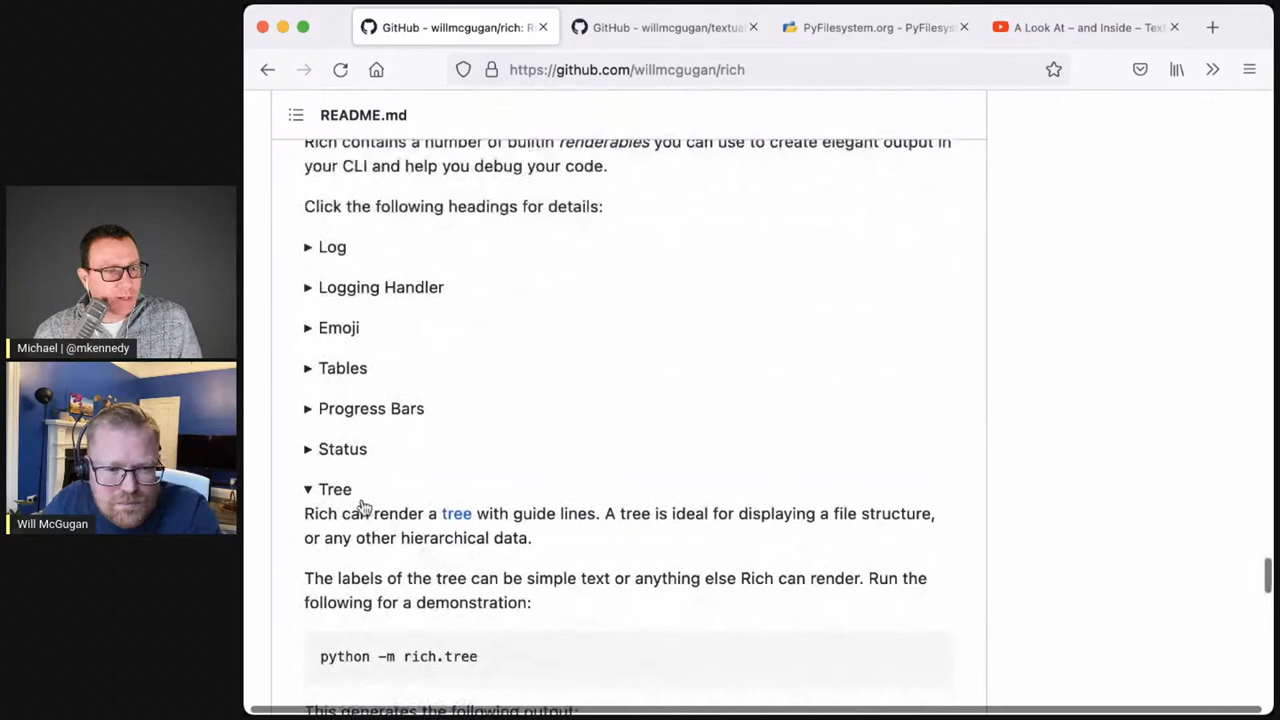 GitHub - willmcgugan/rich: R
GitHub - willmcgugan/textual
PyFilesystem.org - PyFilesys
A Look At – and Inside – Text
https://github.com/willmcgugan/rich
README.md
Rich contains a number of builtin renderables you can use to create elegant output in
your CLI and help you debug your code.
Click the following headings for details:
Log
Logging Handler
Emoji
Tables
Progress Bars
Status
Tree
Rich can render a tree with guide lines. A tree is ideal for displaying a file structure,
or any other hierarchical data.
The labels of the tree can be simple text or anything else Rich can render. Run the
following for a demonstration:
python -m rich.tree
This generates the following output:
Michael | @mkennedy
Will McGugan